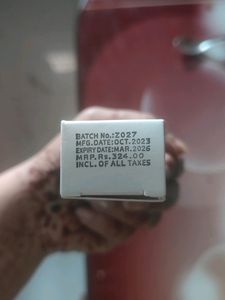 BATCH No.:Z027
MFG. DATE:OCT.2023
EXPIRY DATE:MAR.2026
MRP.Rs.324.00
INCL. OF ALL TAXES